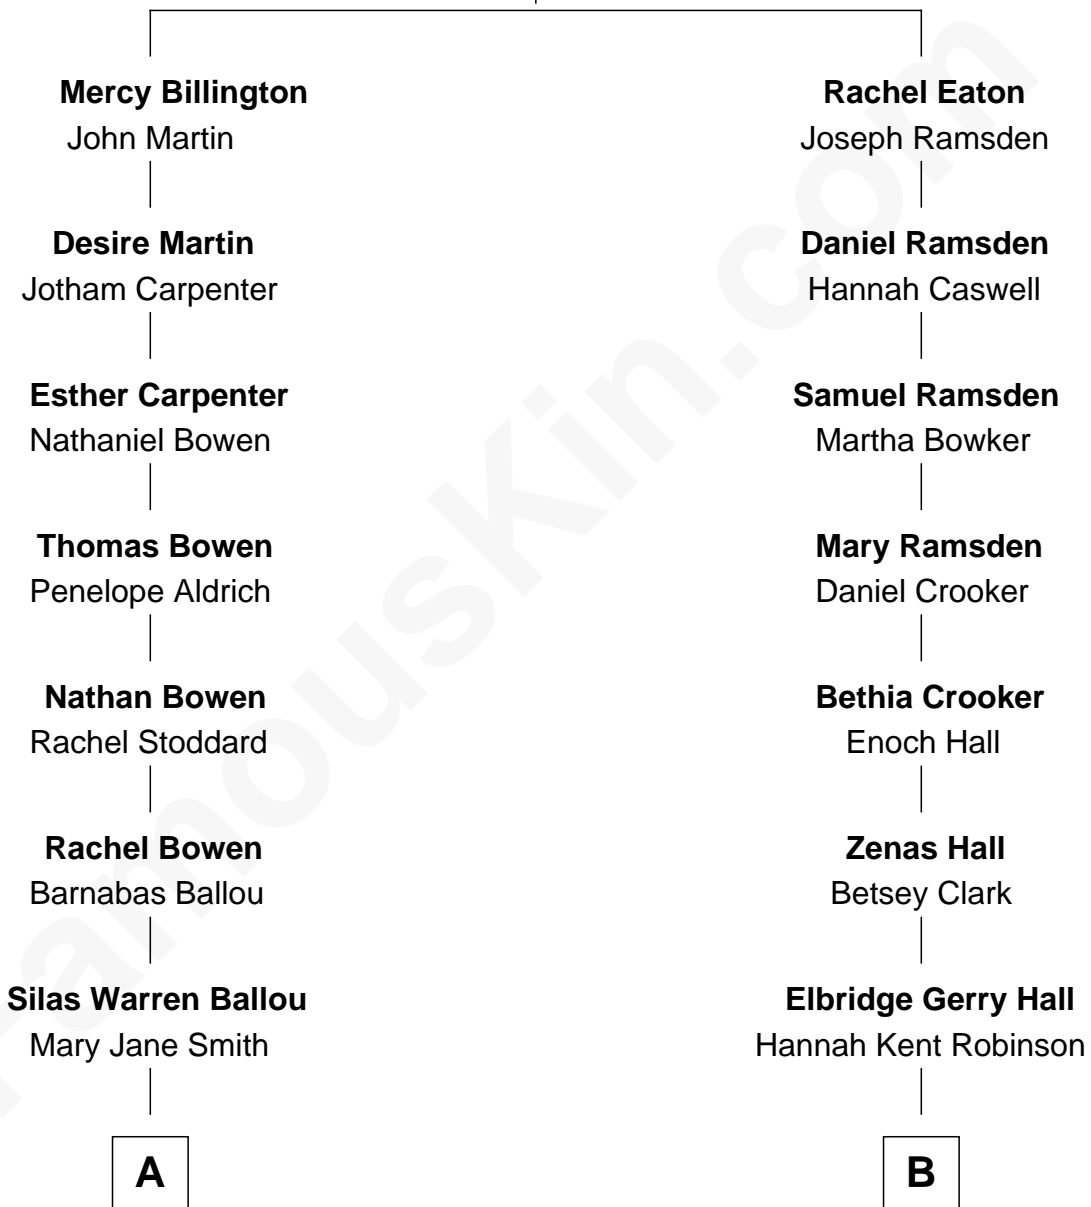 Mercy Billington
John Martin
Rachel Eaton
Joseph Ramsden
Desire Martin
Jotham Carpenter
Daniel Ramsden
Hannah Caswell
Esther Carpenter
Nathaniel Bowen
Samuel Ramsden
Martha Bowker
Thomas Bowen
Penelope Aldrich
Mary Ramsden
Daniel Crooker
Nathan Bowen
Rachel Stoddard
Bethia Crooker
Enoch Hall
Rachel Bowen
Barnabas Ballou
Zenas Hall
Betsey Clark
Silas Warren Ballou
Mary Jane Smith
Elbridge Gerry Hall
Hannah Kent Robinson
A
B
FamousKin.com